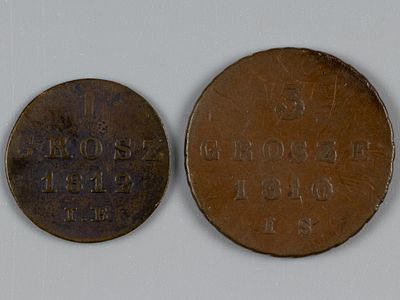 1
GROSZ
1812
I.B.
3
GROSZE
1810
I S